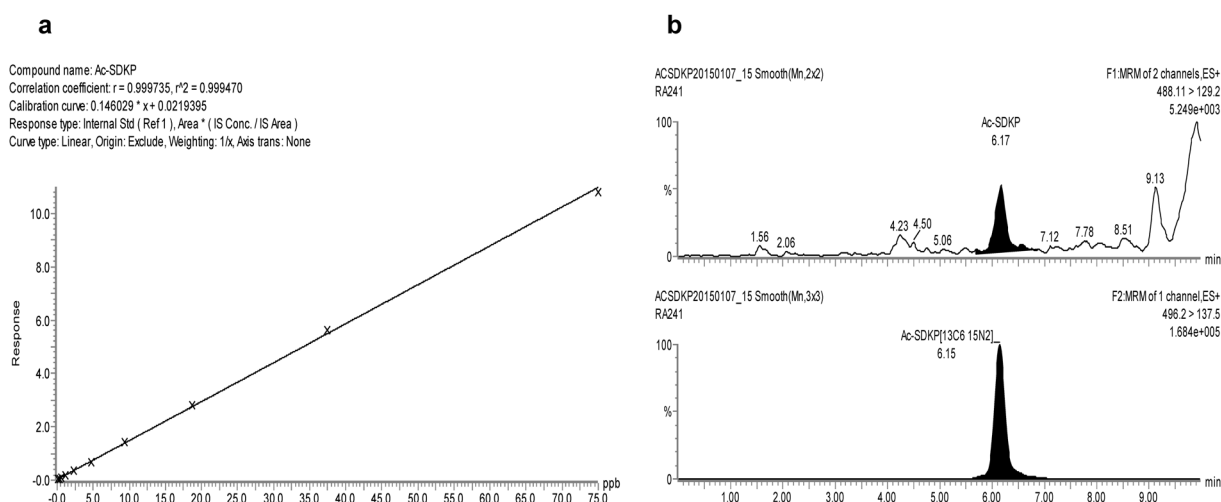 a
Compound name: Ac-SDKP
Correlation coefficient: r = 0.999735, r^2 = 0.999470
Calibration curve: 0.146029 * x + 0.0219395
Response type: Internal Std ( Ref 1 ), Area * ( IS Conc. / IS Area )
Curve type: Linear, Origin: Exclude, Weighting: 1/x, Axis trans: None
10.0
8.0
6.0
4.0
2.0
-0.0
Response
-0.0 5.0 10.0 15.0 20.0 25.0 30.0 35.0 40.0 45.0 50.0 55.0 60.0 65.0 70.0 75.0 ppb
b
ACSDKP20150107_15 Smooth(Mn,2x2) F1:MRM of 2 channels,ES+
RA241 488.11 > 129.2
5.249e+003
100
%
0
Ac-SDKP
6.17
1.56 2.06 4.23 4.50 5.06 7.12 7.78 8.51 9.13
min
ACSDKP20150107_15 Smooth(Mn,3x3) F2:MRM of 1 channel,ES+
RA241 496.2 > 137.5
1.684e+005
100
%
0
Ac-SDKP[13C6 15N2]_
6.15
min
1.00 2.00 3.00 4.00 5.00 6.00 7.00 8.00 9.00